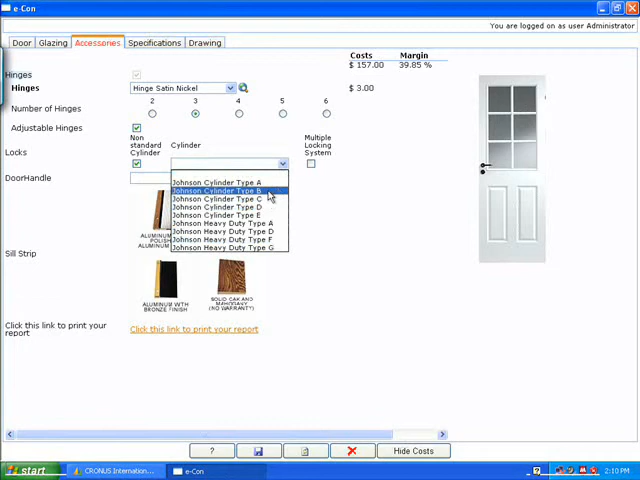 e-Con
You are logged on as user Administrator
Door Glazing Accessories Specifications Drawing
Costs Margin
$ 157.00 39.85 %
Hinges
Hinges Hinge Satin Nickel $ 3.00
2 3 4 5 6
Number of Hinges
Adjustable Hinges
Non standard Cylinder
Cylinder
Multiple Locking System
Locks
DoorHandle
Johnson Cylinder Type A
Johnson Cylinder Type B
Johnson Cylinder Type C
Johnson Cylinder Type D
Johnson Cylinder Type E
Johnson Heavy Duty Type A
Johnson Heavy Duty Type D
Johnson Heavy Duty Type F
Johnson Heavy Duty Type G
Sill Strip
ALUMINUM WITH BRONZE FINISH
SOLID OAK AND MAHOGANY (NO WARRANTY)
Click this link to print your report
Click this link to print your report
? Hide Costs
start CRONUS Internation... e-Con 2:10 PM